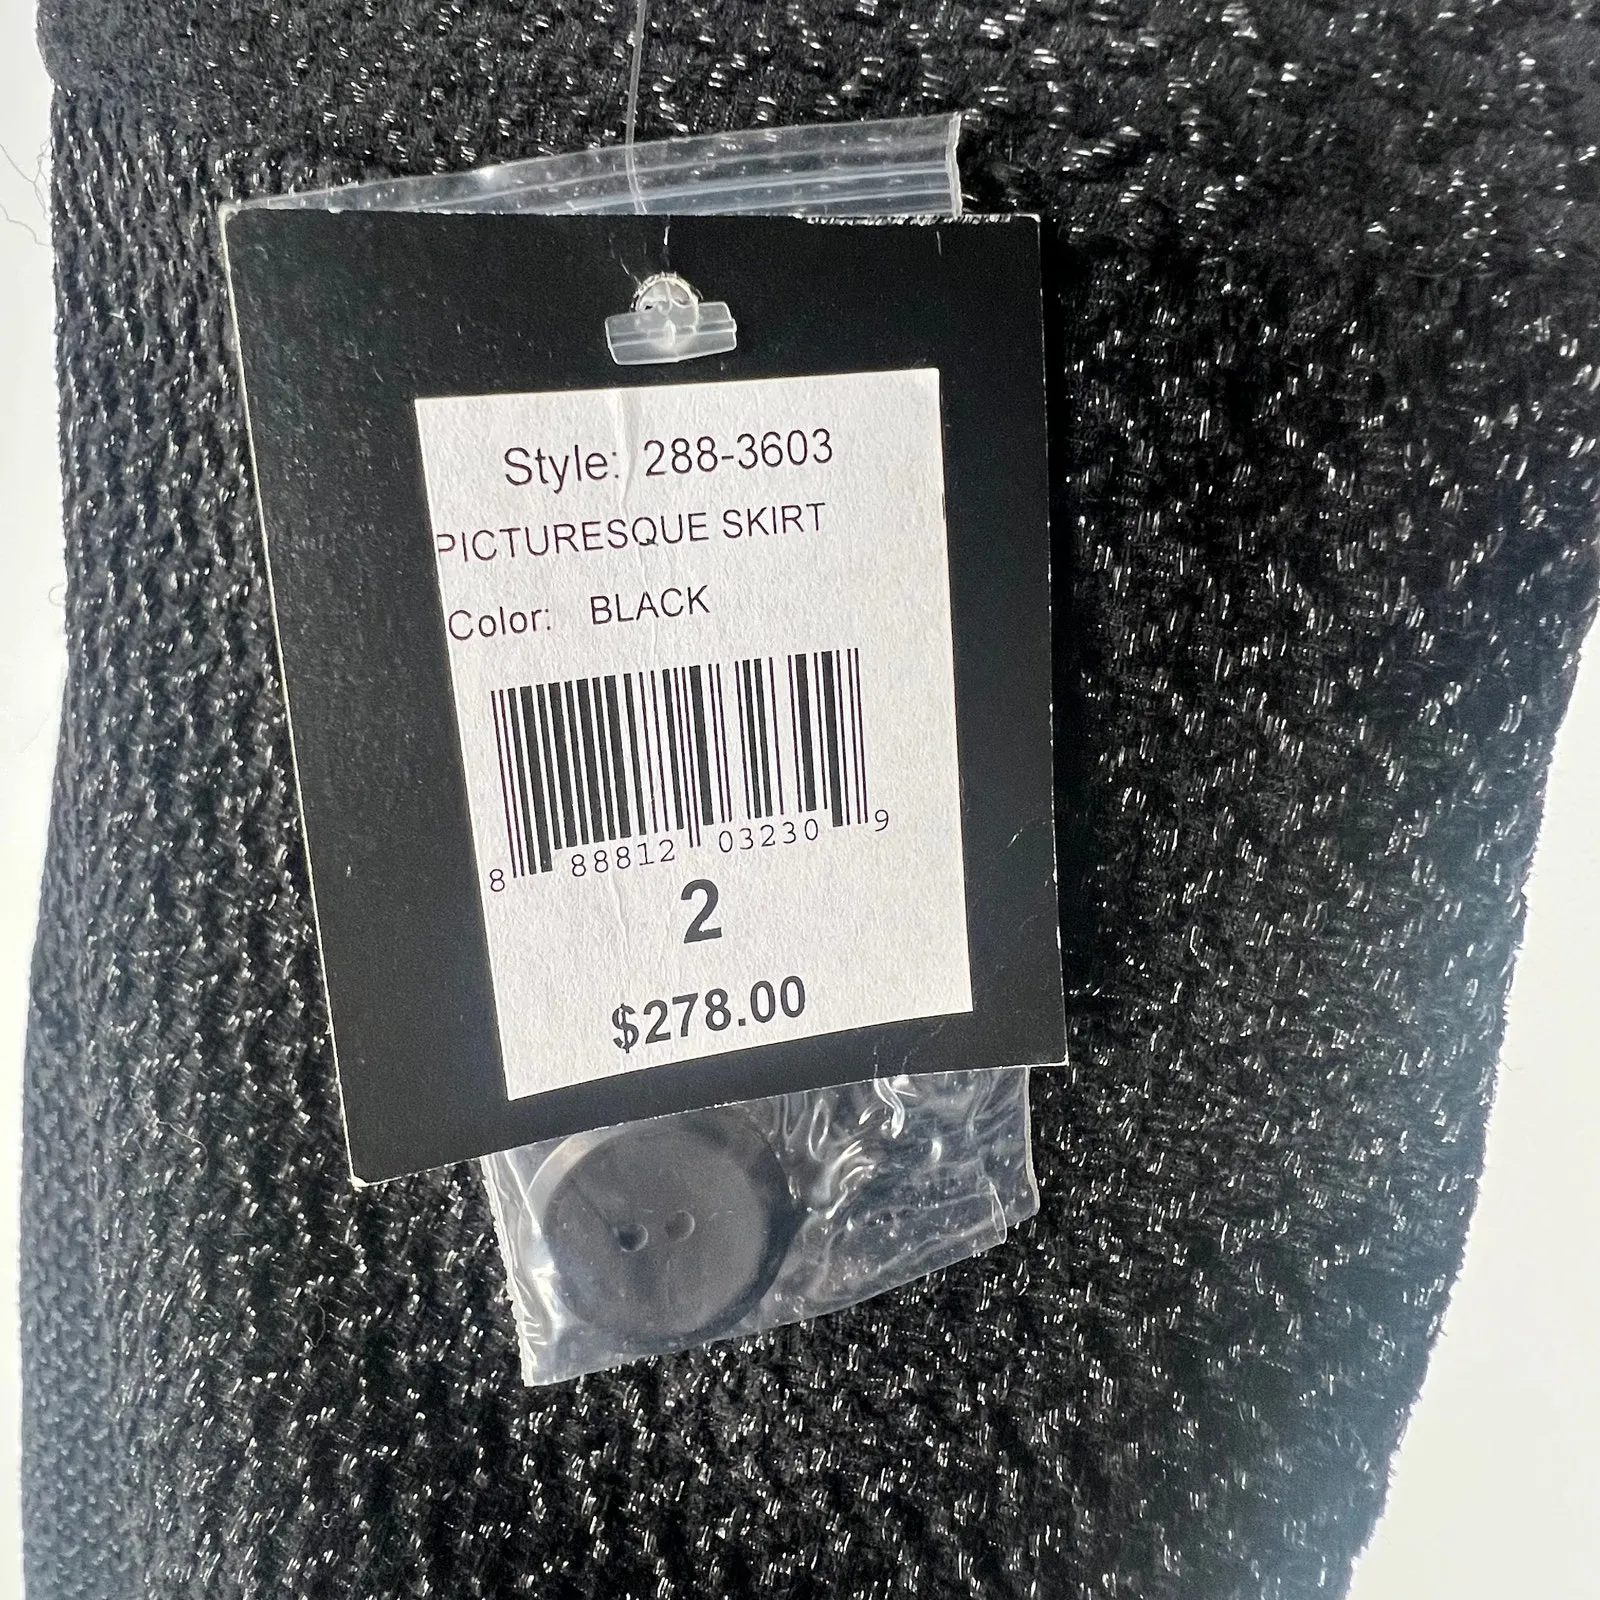 Style: 288-3603
PICTURESQUE SKIRT
Color: BLACK
8 88812 03230 9
2
$278.00